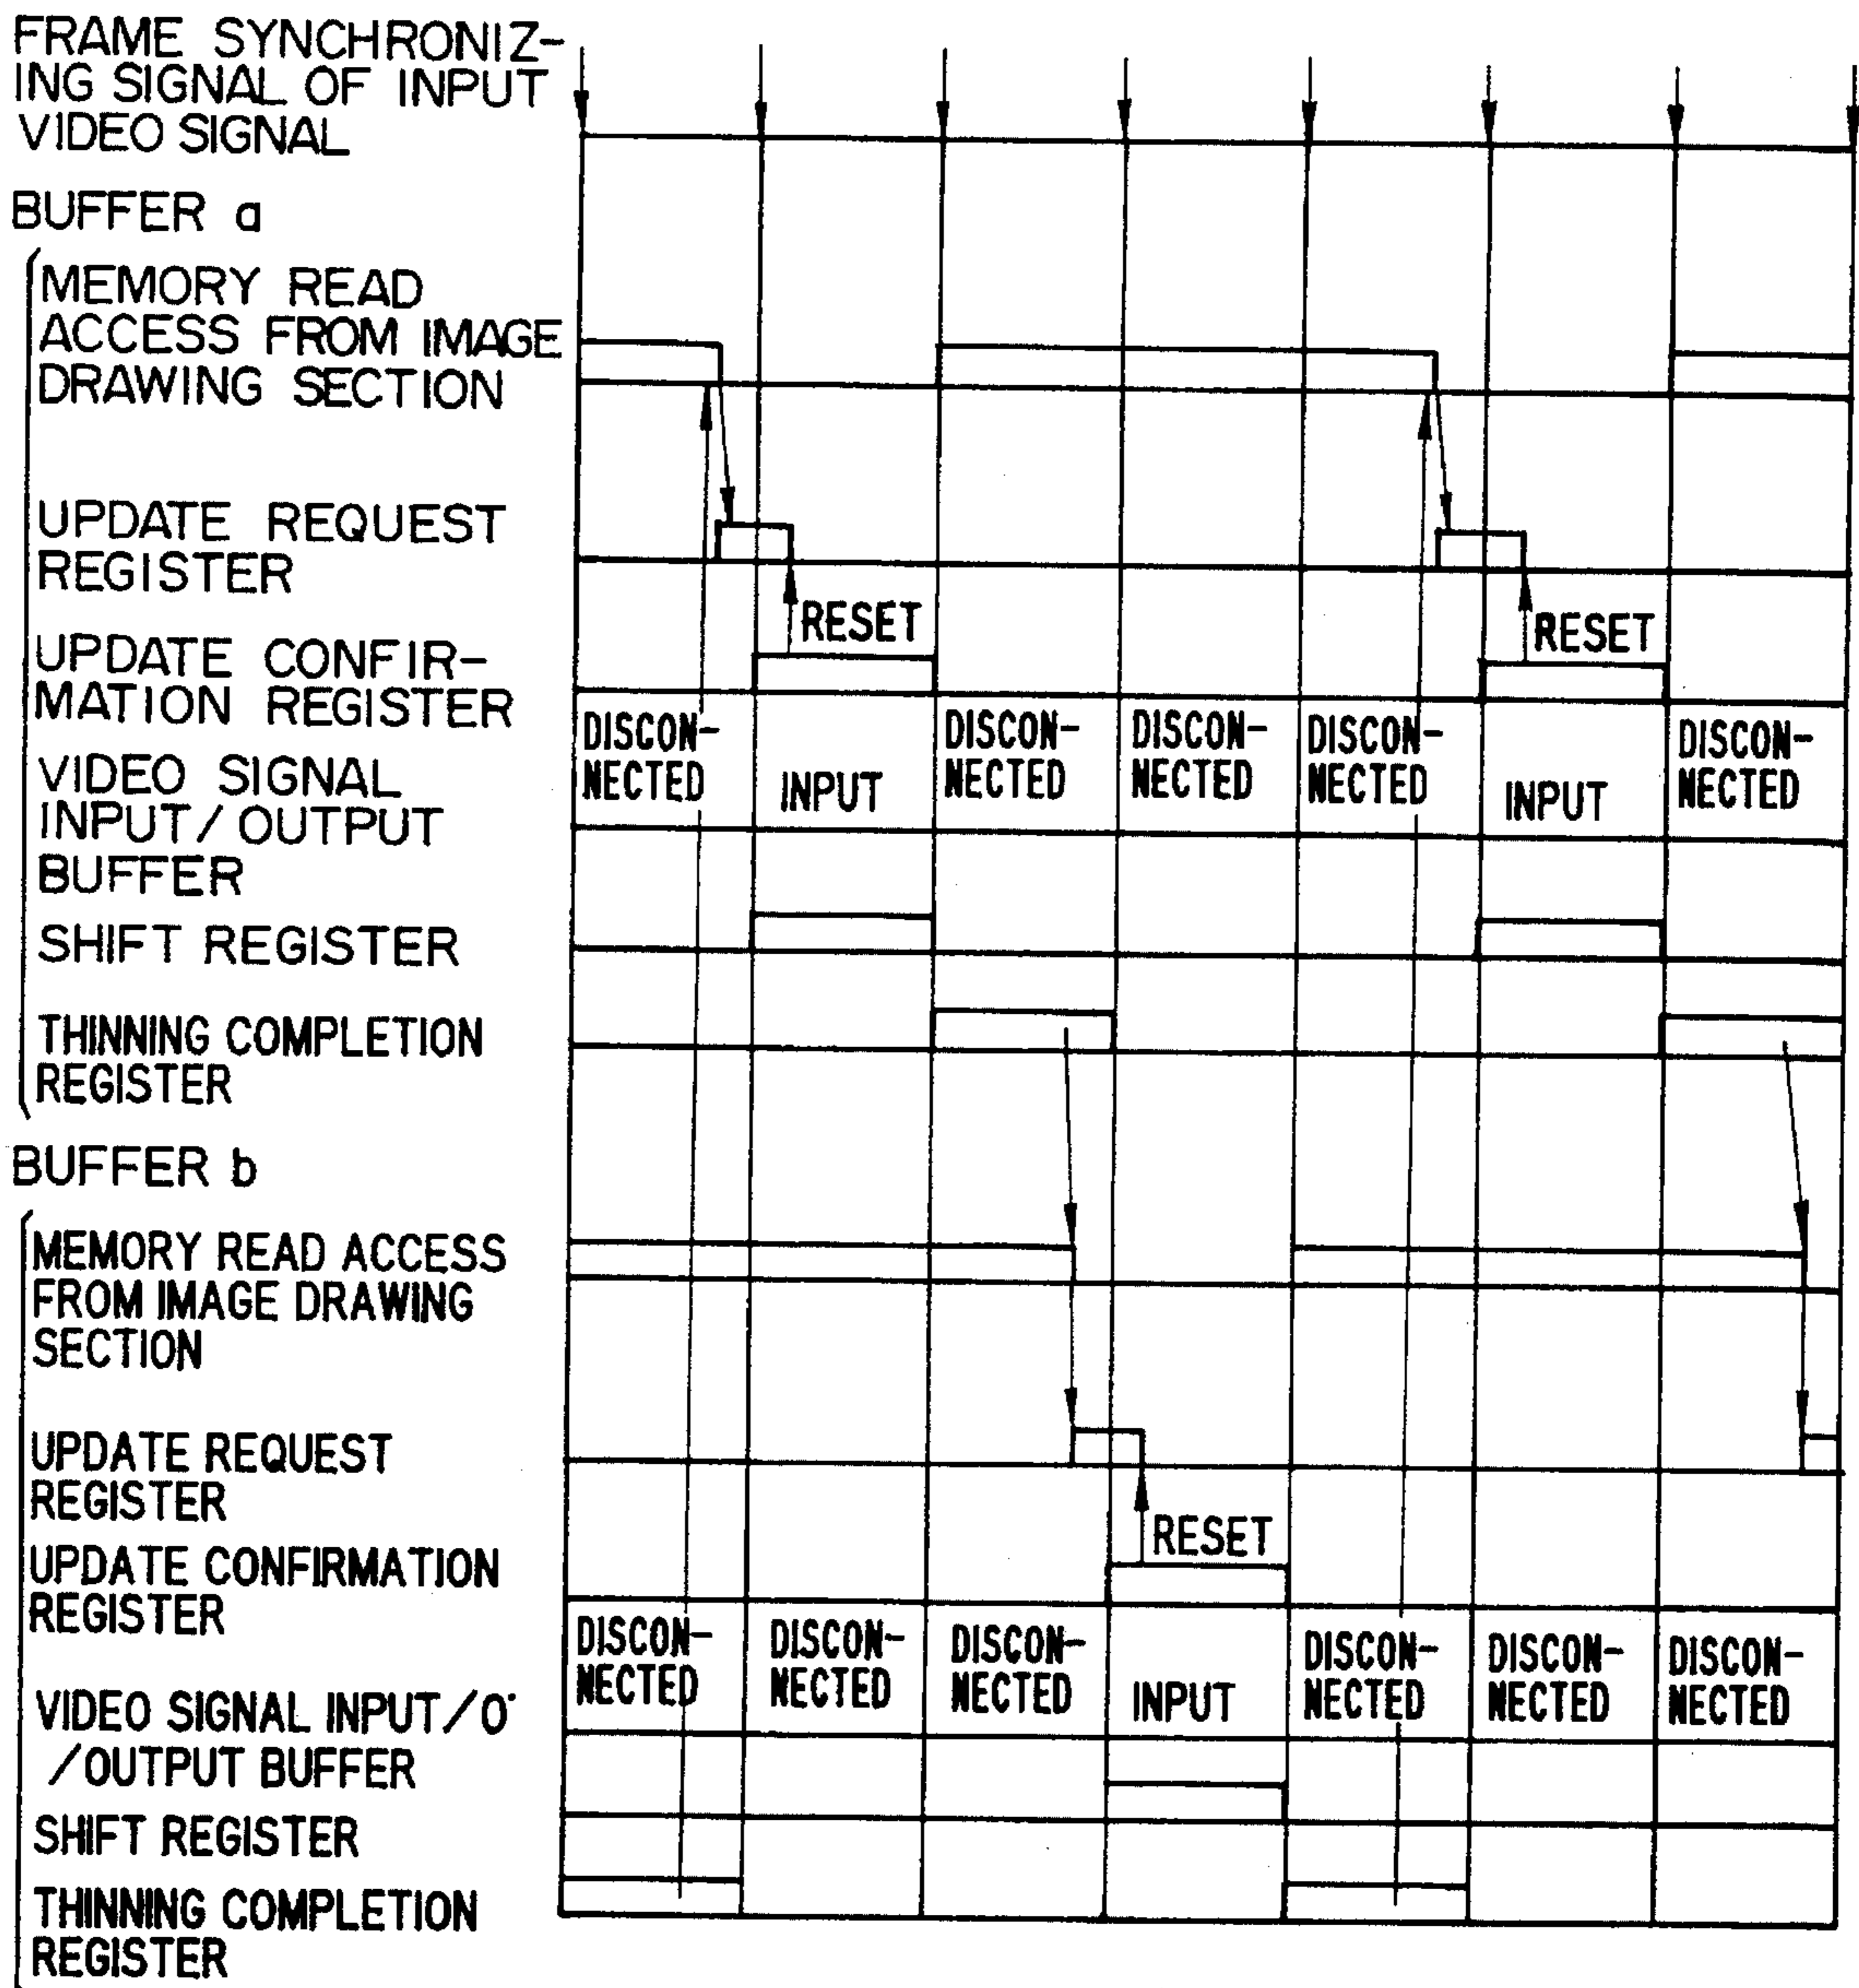 FRAME SYNCHRONIZ-
ING SIGNAL OF INPUT
VIDEO SIGNAL
BUFFER a
MEMORY READ
ACCESS FROM IMAGE
DRAWING SECTION
UPDATE REQUEST
REGISTER
RESET
RESET
UPDATE CONFIR-
MATION REGISTER
DISCON-
NECTED
INPUT
DISCON-
NECTED
DISCON-
NECTED
DISCON-
NECTED
INPUT
DISCON-
NECTED
VIDEO SIGNAL
INPUT/OUTPUT
BUFFER
SHIFT REGISTER
THINNING COMPLETION
REGISTER
BUFFER b
MEMORY READ ACCESS
FROM IMAGE DRAWING
SECTION
UPDATE REQUEST
REGISTER
RESET
UPDATE CONFIRMATION
REGISTER
DISCON-
NECTED
DISCON-
NECTED
DISCON-
NECTED
INPUT
DISCON-
NECTED
DISCON-
NECTED
DISCON-
NECTED
VIDEO SIGNAL INPUT/O
/OUTPUT BUFFER
SHIFT REGISTER
THINNING COMPLETION
REGISTER